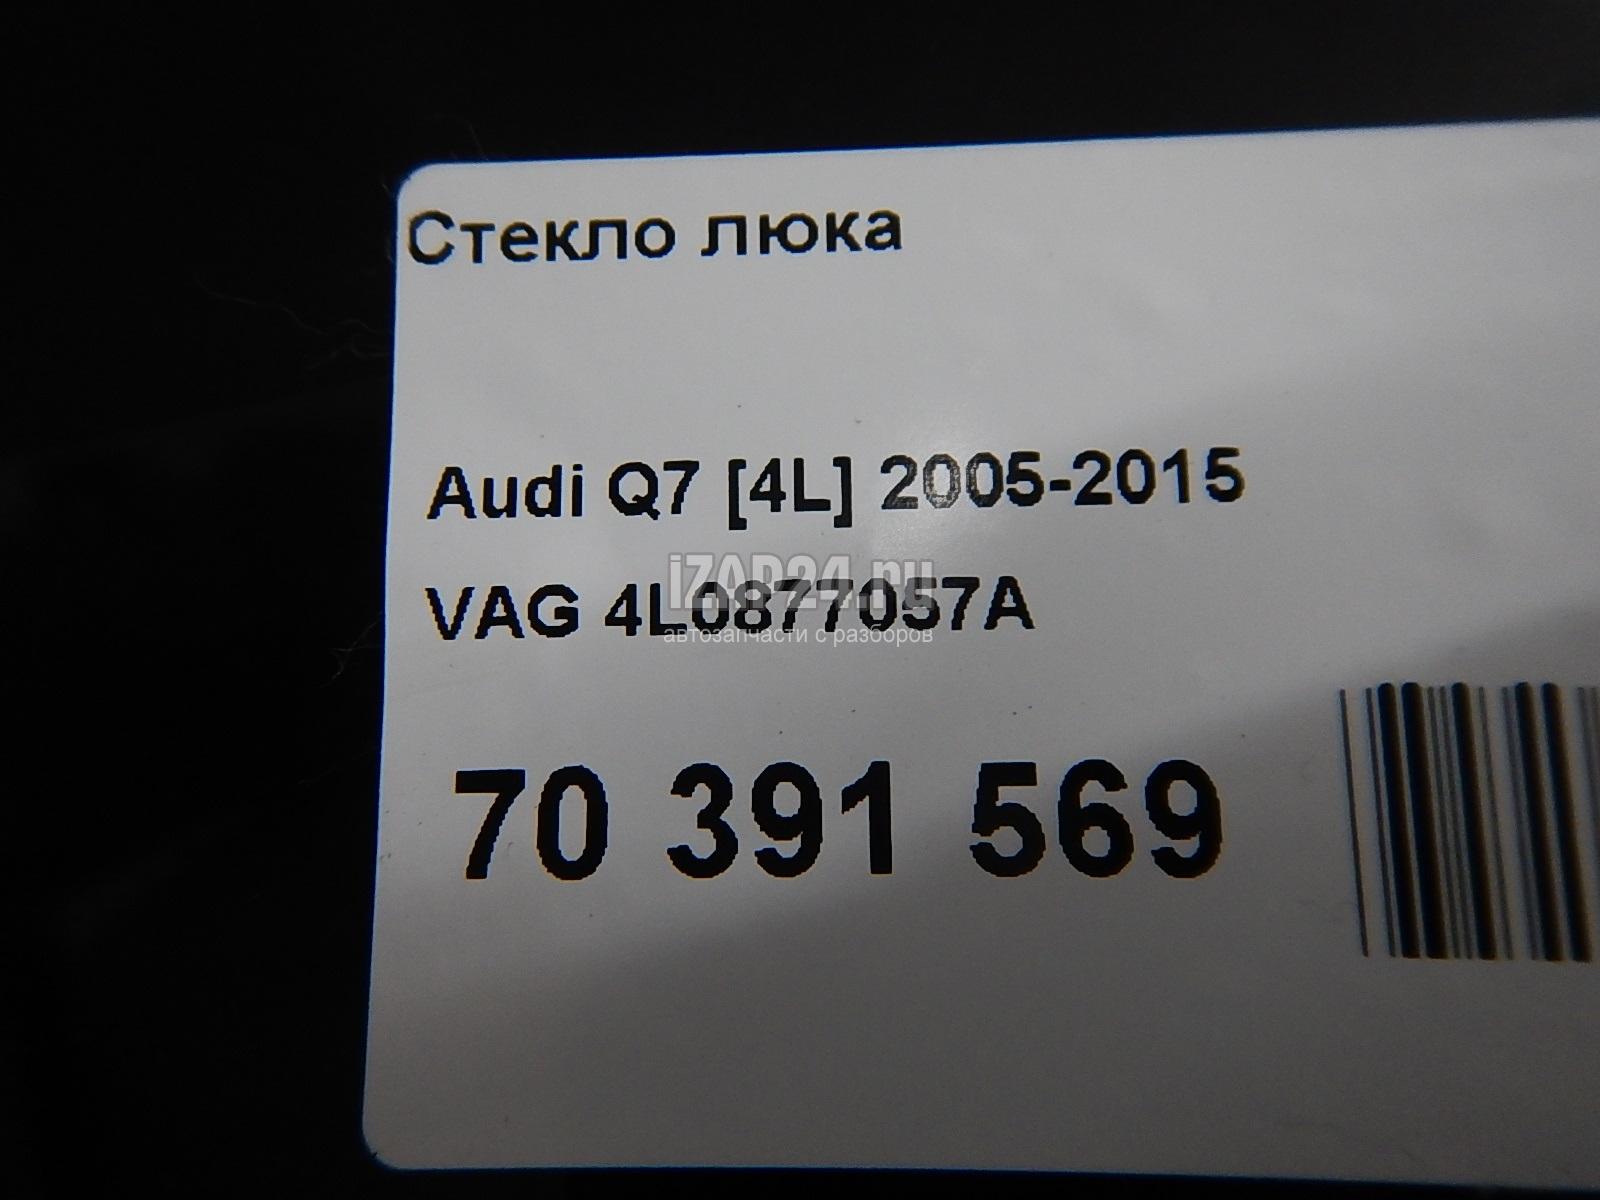 Стекло люка
Audi Q7 [4L] 2005-2015
iZAP24.ru
VAG 4L0877057A
автозапчасти с разборов
70 391 569